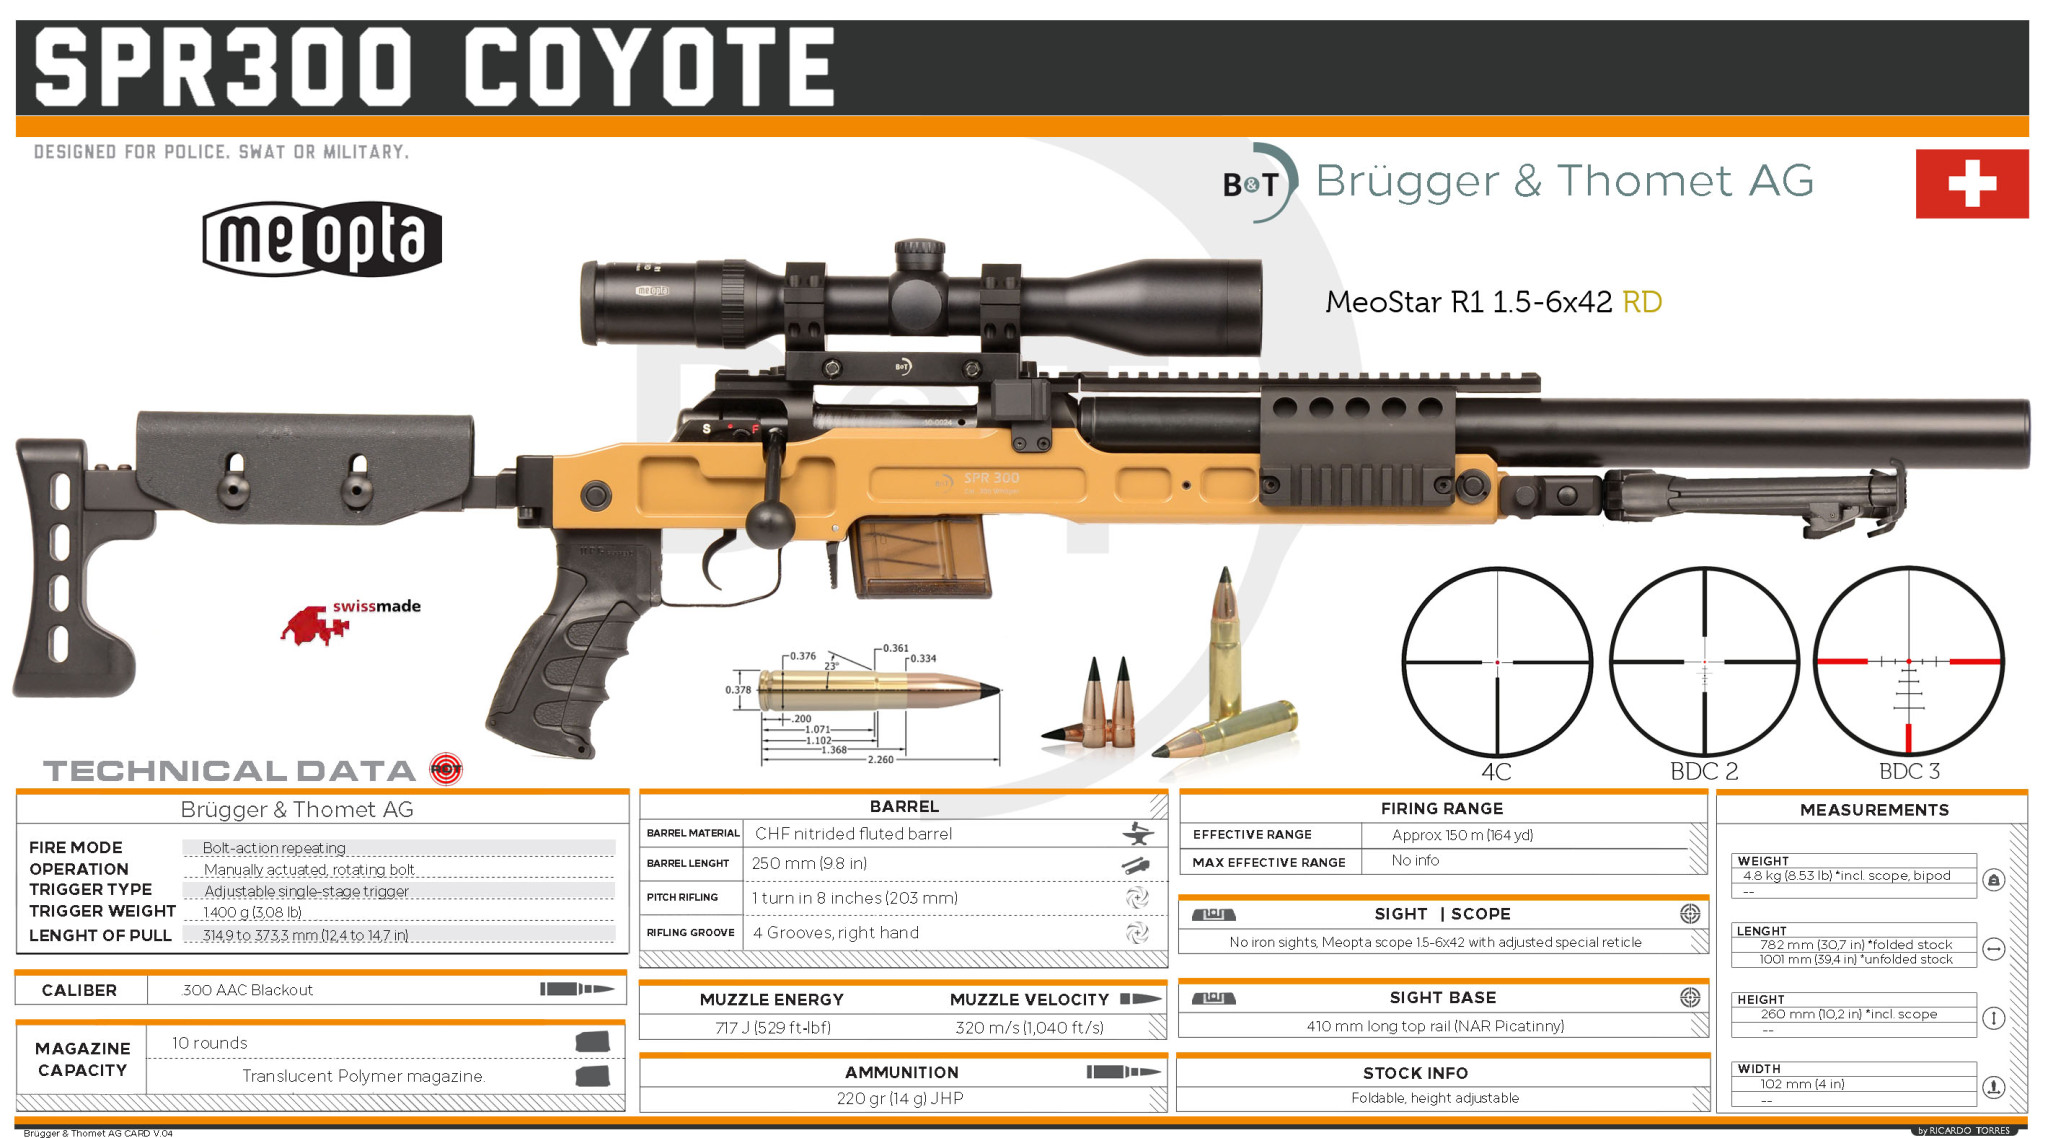 SPR300 COYOTE
DESIGNED FOR POLICE. SWAT OR MILITARY.
meopta
B&T Brügger & Thomet AG
MeoStar R1 1.5-6x42 RD
meopta
B&T
S F
10-0024
B&T SPR 300
swissmade
0.376
23°
0.361
0.334
0.378
.200
1.071
1.102
1.368
2.260
4C
BDC 2
BDC 3
TECHNICAL DATA
Brügger & Thomet AG
FIRE MODE Bolt-action repeating
OPERATION Manually actuated, rotating bolt
TRIGGER TYPE Adjustable single-stage trigger
TRIGGER WEIGHT 1.400 g (3,08 lb)
LENGHT OF PULL 314,9 to 373,3 mm (12,4 to 14,7 in)
CALIBER .300 AAC Blackout
MAGAZINE CAPACITY
10 rounds
Translucent Polymer magazine.
BARREL
BARREL MATERIAL CHF nitrided fluted barrel
BARREL LENGHT 250 mm (9.8 in)
PITCH RIFLING 1 turn in 8 inches (203 mm)
RIFLING GROOVE 4 Grooves, right hand
MUZZLE ENERGY MUZZLE VELOCITY
717 J (529 ft-lbf) 320 m/s (1,040 ft/s)
AMMUNITION
220 gr (14 g) JHP
FIRING RANGE
EFFECTIVE RANGE Approx 150 m (164 yd)
MAX EFFECTIVE RANGE No info
SIGHT | SCOPE
No iron sights, Meopta scope 1.5-6x42 with adjusted special reticle
SIGHT BASE
410 mm long top rail (NAR Picatinny)
STOCK INFO
Foldable, height adjustable
MEASUREMENTS
WEIGHT
4.8 kg (8.53 lb) *incl. scope, bipod
--
LENGHT
782 mm (30,7 in) *folded stock
1001 mm (39,4 in) *unfolded stock
HEIGHT
260 mm (10,2 in) *incl. scope
--
WIDTH
102 mm (4 in)
--
Brugger & Thomet AG CARD V.04
by RICARDO TORRES